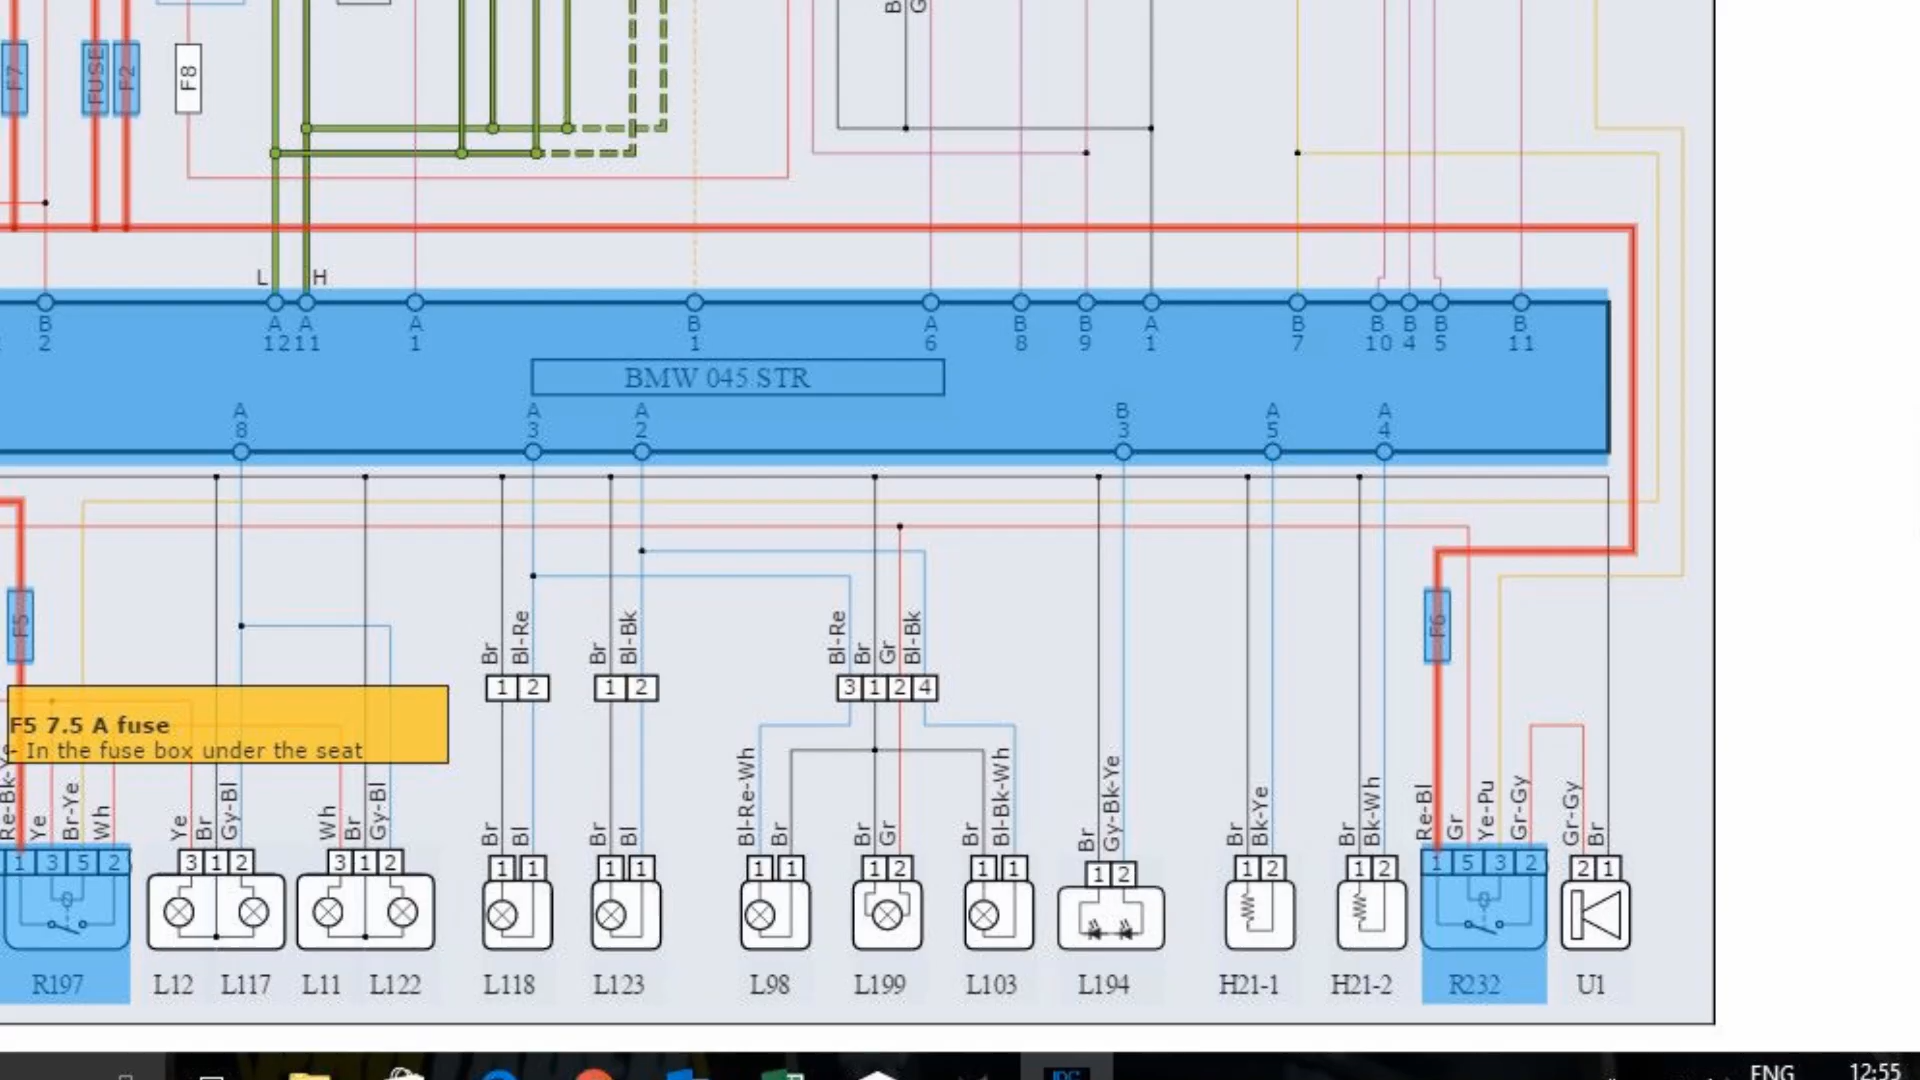 B G
F7 FUSE F2 F8
L H
B 2
A 12
A 11
A 1
B 1
A 6
B 8
B 9
A 1
B 7
B 10
B 4
B 5
B 11
BMW 045 STR
A 8
A 3
A 2
B 3
A 5
A 4
F5 F6
Br Bl-Re Br Bl-Bk Bl-Re Br Gr Bl-Bk
1 2 1 2 3 1 2 4
F5 7.5 A fuse
- In the fuse box under the seat
Ye Br-Ye Wh Ye Br Gy-Bl Wh Br Gy-Bl Br Bl Br Bl Bl-Re-Wh Br Br Gr Br Bl-Bk-Wh Br Gy-Bk-Ye Br Bk-Ye Br Bk-Wh Re-Bl Gr Ye-Pu Gr-Gy Gr-Gy Br
1 3 5 2 3 1 2 3 1 2 1 1 1 1 1 1 1 2 1 1 1 2 1 2 1 2 1 5 3 2 2 1
R197 L12 L117 L11 L122 L118 L123 L98 L199 L103 L194 H21-1 H21-2 R232 U1
ENG 12:55